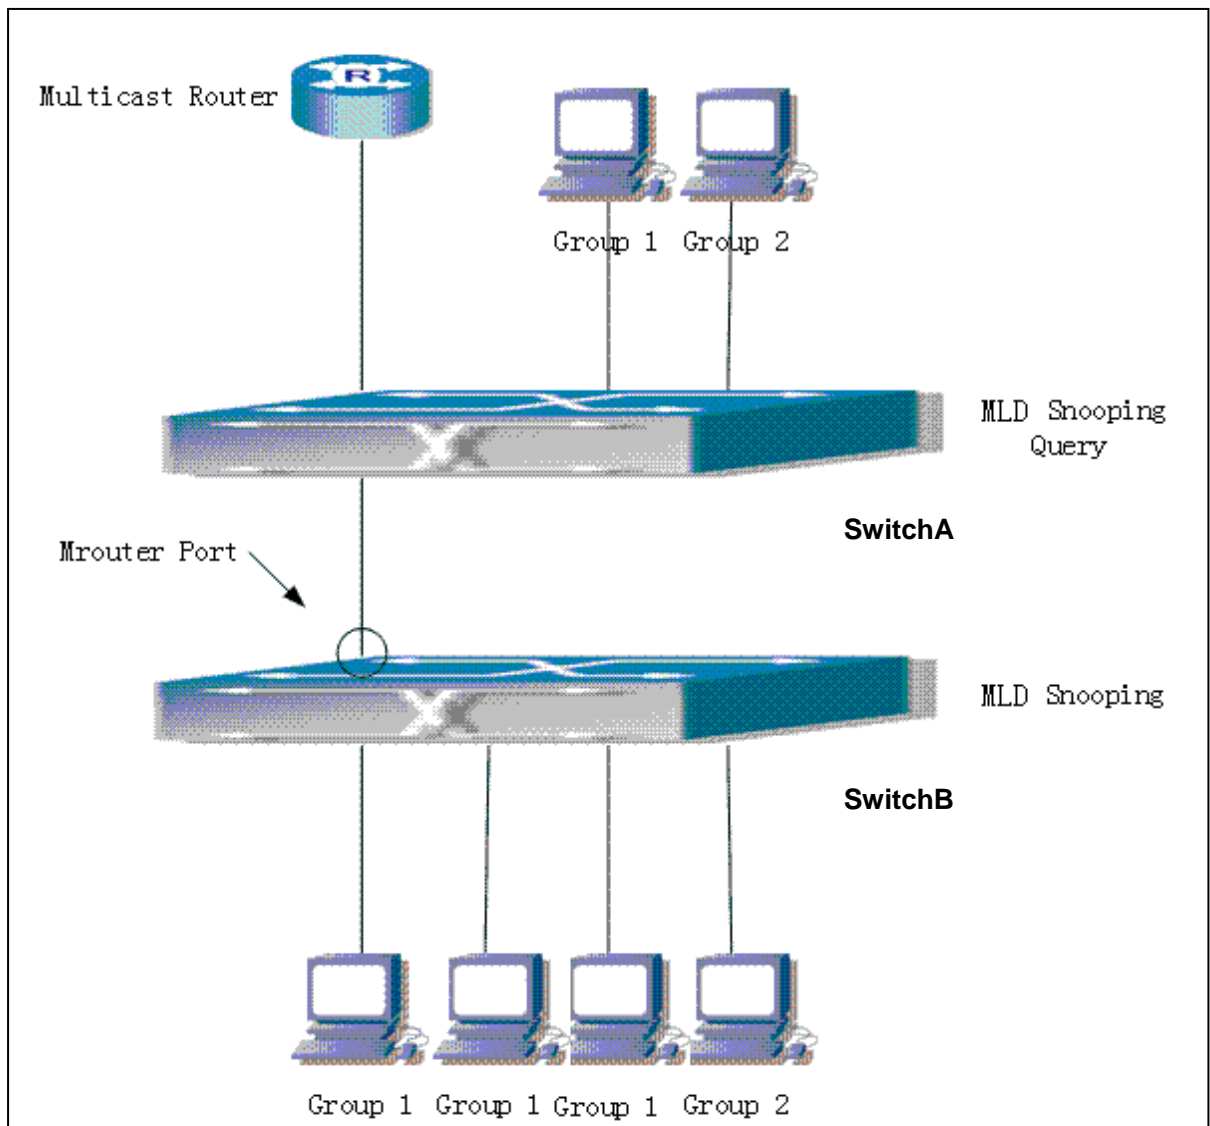 R
Multicast Router
Group 1 Group 2
MLD Snooping
Query
SwitchA
Mrouter Port
MLD Snooping
SwitchB
Group 1 Group 1 Group 1 Group 2